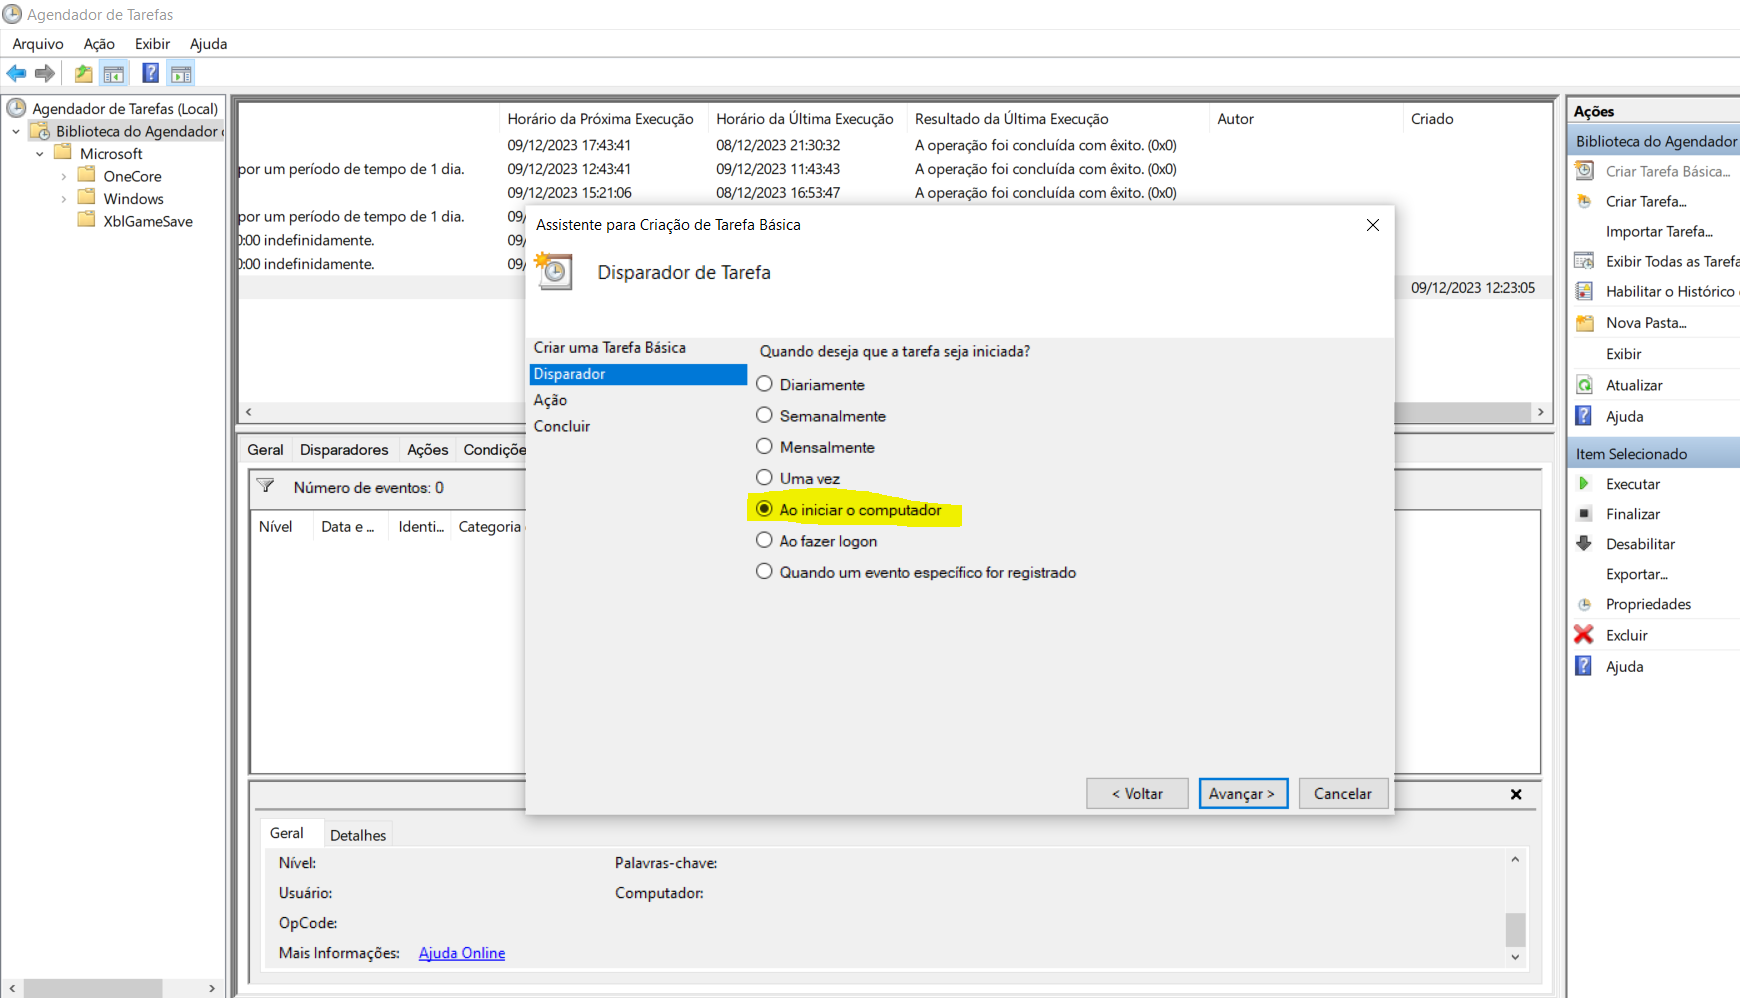 Agendador de Tarefas
Arquivo Ação Exibir Ajuda
Agendador de Tarefas (Local)
Biblioteca do Agendador
Microsoft
OneCore
Windows
XblGameSave
Horário da Próxima Execução Horário da Última Execução Resultado da Última Execução Autor Criado
09/12/2023 17:43:41 08/12/2023 21:30:32 A operação foi concluída com êxito. (0x0)
por um período de tempo de 1 dia. 09/12/2023 12:43:41 09/12/2023 11:43:43 A operação foi concluída com êxito. (0x0)
09/12/2023 15:21:06 08/12/2023 16:53:47 A operação foi concluída com êxito. (0x0)
por um período de tempo de 1 dia. 09/
0:00 indefinidamente. 09/
0:00 indefinidamente. 09/
09/12/2023 12:23:05
Geral Disparadores Ações Condiçõe
Número de eventos: 0
Nível Data e ... Identi... Categoria
Geral Detalhes
Nível: Palavras-chave:
Usuário: Computador:
OpCode:
Mais Informações: Ajuda Online
Assistente para Criação de Tarefa Básica
Disparador de Tarefa
Criar uma Tarefa Básica
Disparador
Ação
Concluir
Quando deseja que a tarefa seja iniciada?
Diariamente
Semanalmente
Mensalmente
Uma vez
Ao iniciar o computador
Ao fazer logon
Quando um evento específico for registrado
< Voltar Avançar > Cancelar
Ações
Biblioteca do Agendador
Criar Tarefa Básica...
Criar Tarefa...
Importar Tarefa...
Exibir Todas as Tarefa
Habilitar o Histórico
Nova Pasta...
Exibir
Atualizar
Ajuda
Item Selecionado
Executar
Finalizar
Desabilitar
Exportar...
Propriedades
Excluir
Ajuda